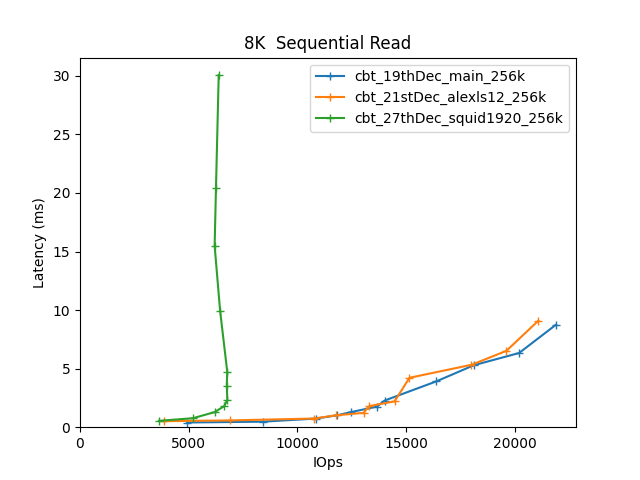 8K  Sequential Read
cbt_19thDec_main_256k
cbt_21stDec_alexls12_256k
cbt_27thDec_squid1920_256k
Latency (ms)
30
25
20
15
10
5
0
0
5000
10000
15000
20000
IOps